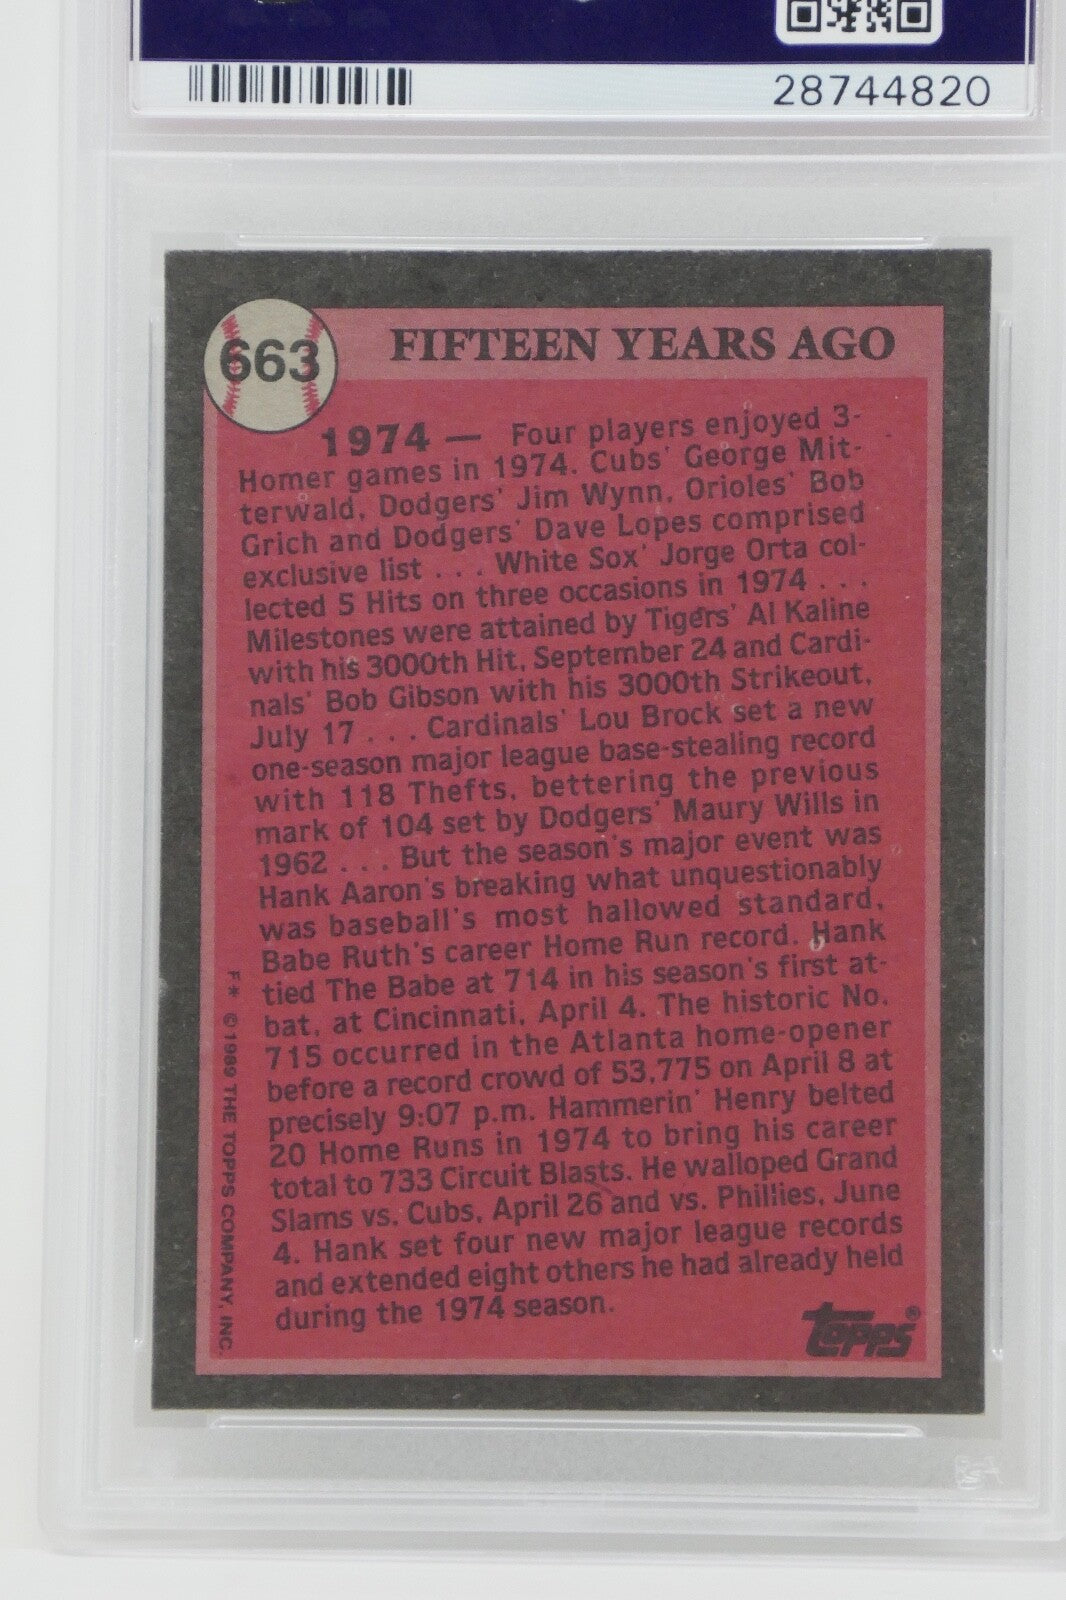 28744820
663
FIFTEEN YEARS AGO
1974 — Four players enjoyed 3-
Homer games in 1974. Cubs' George Mit-
terwald, Dodgers' Jim Wynn, Orioles' Bob
Grich and Dodgers' Dave Lopes comprised
exclusive list . . . White Sox' Jorge Orta col-
lected 5 Hits on three occasions in 1974 . . .
Milestones were attained by Tigers' Al Kaline
with his 3000th Hit, September 24 and Cardi-
nals' Bob Gibson with his 3000th Strikeout,
July 17 . . . Cardinals' Lou Brock set a new
one-season major league base-stealing record
with 118 Thefts, bettering the previous
mark of 104 set by Dodgers' Maury Wills in
1962 . . . But the season's major event was
Hank Aaron's breaking what unquestionably
was baseball's most hallowed standard,
Babe Ruth's career Home Run record. Hank
tied The Babe at 714 in his season's first at-
bat, at Cincinnati, April 4. The historic No.
715 occurred in the Atlanta home-opener
before a record crowd of 53,775 on April 8 at
precisely 9:07 p.m. Hammerin' Henry belted
20 Home Runs in 1974 to bring his career
total to 733 Circuit Blasts. He walloped Grand
Slams vs. Cubs, April 26 and vs. Phillies, June
4. Hank set four new major league records
and extended eight others he had already held
during the 1974 season.
F** © 1989 THE TOPPS COMPANY, INC.
topps®